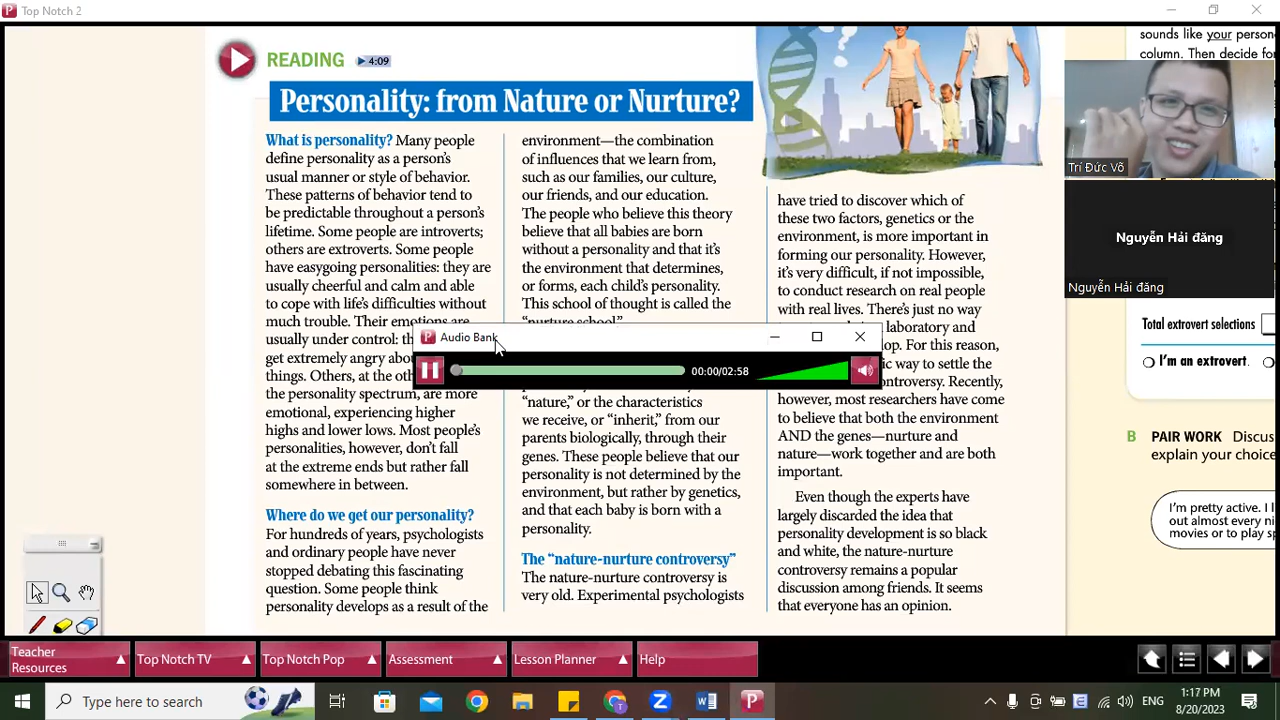 Top Notch 2
READING
4:09
Personality: from Nature or Nurture?
What is personality? Many people
define personality as a person's
usual manner or style of behavior.
These patterns of behavior tend to
be predictable throughout a person's
lifetime. Some people are introverts;
others are extroverts. Some people
have easygoing personalities: they are
usually cheerful and calm and able
to cope with life's difficulties without
much trouble. Their emotions are
usually under control:
get extremely angry
things. Others, at the
the personality spectrum, are more
emotional, experiencing higher
highs and lower lows. Most people's
personalities, however, don't fall
at the extreme ends but rather fall
somewhere in between.
Where do we get our personality?
For hundreds of years, psychologists
and ordinary people have never
stopped debating this fascinating
question. Some people think
personality develops as a result of the
environment—the combination
of influences that we learn from,
such as our families, our culture,
our friends, and our education.
The people who believe this theory
believe that all babies are born
without a personality and that it's
the environment that determines,
or forms, each child's personality.
This school of thought is called the
"nurture school."
"nature," or the characteristics
we receive, or "inherit," from our
parents biologically, through their
genes. These people believe that our
personality is not determined by the
environment, but rather by genetics,
and that each baby is born with a
personality.
The "nature-nurture controversy"
The nature-nurture controversy is
very old. Experimental psychologists
have tried to discover which of
these two factors, genetics or the
environment, is more important in
forming our personality. However,
it's very difficult, if not impossible,
to conduct research on real people
with real lives. There's just no way
laboratory and
For this reason,
way to settle the
Recently,
however, most researchers have come
to believe that both the environment
AND the genes—nurture and
nature—work together and are both
important.
Even though the experts have
largely discarded the idea that
personality development is so black
and white, the nature-nurture
controversy remains a popular
discussion among friends. It seems
that everyone has an opinion.
Audio Bank
00:00/02:58
sounds like your person
column. Then decide for
Trí Đức Võ
Nguyễn Hải đăng
Nguyễn Hải đăng
Total extrovert selections
I'm an extrovert.
B PAIR WORK Discus
explain your choice
I'm pretty active. I l
out almost every ni
movies or to play sp
Teacher
Resources
Top Notch TV
Top Notch Pop
Assessment
Lesson Planner
Help
Type here to search
ENG
1:17 PM
8/20/2023